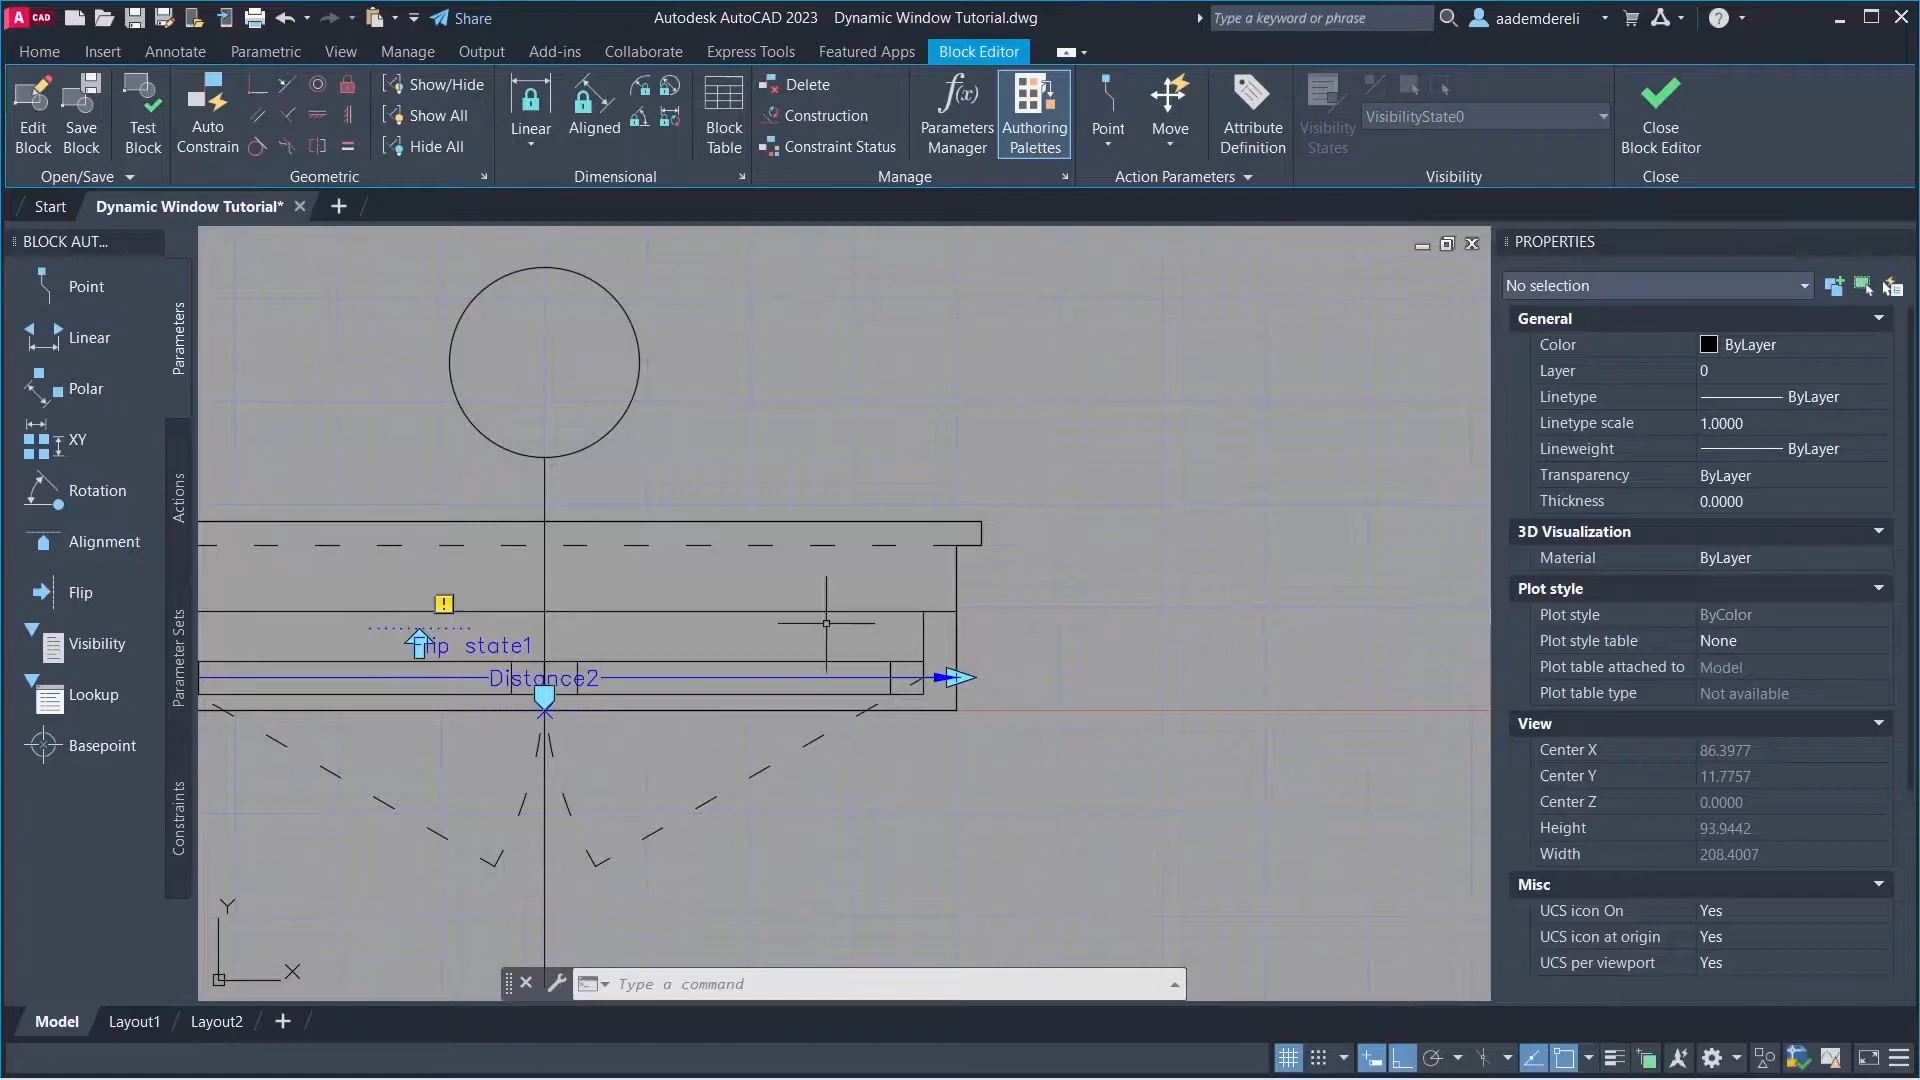 A CAD
Share
Autodesk AutoCAD 2023 Dynamic Window Tutorial.dwg
Type a keyword or phrase
aademdereli
Home Insert Annotate Parametric View Manage Output Add-ins Collaborate Express Tools Featured Apps Block Editor
Edit Block
Save Block
Test Block
Open/Save
Auto Constrain
Show/Hide
Show All
Hide All
Geometric
Linear
Aligned
Dimensional
Block Table
Delete
Construction
Constraint Status
f(x)
Parameters Manager
Authoring Palettes
Manage
Point
Move
Action Parameters
Attribute Definition
Visibility States
VisibilityState0
Visibility
Close Block Editor
Close
Start
Dynamic Window Tutorial*
BLOCK AUT...
Point
Linear
Polar
XY
Rotation
Alignment
Flip
Visibility
Lookup
Basepoint
Parameters
Actions
Parameter Sets
Constraints
!
Flip state1
Distance2
Y
X
Type a command
PROPERTIES
No selection
General
Color ByLayer
Layer 0
Linetype ByLayer
Linetype scale 1.0000
Lineweight ByLayer
Transparency ByLayer
Thickness 0.0000
3D Visualization
Material ByLayer
Plot style
Plot style ByColor
Plot style table None
Plot table attached to Model
Plot table type Not available
View
Center X 86.3977
Center Y 11.7757
Center Z 0.0000
Height 93.9442
Width 208.4007
Misc
UCS icon On Yes
UCS icon at origin Yes
UCS per viewport Yes
Model Layout1 Layout2